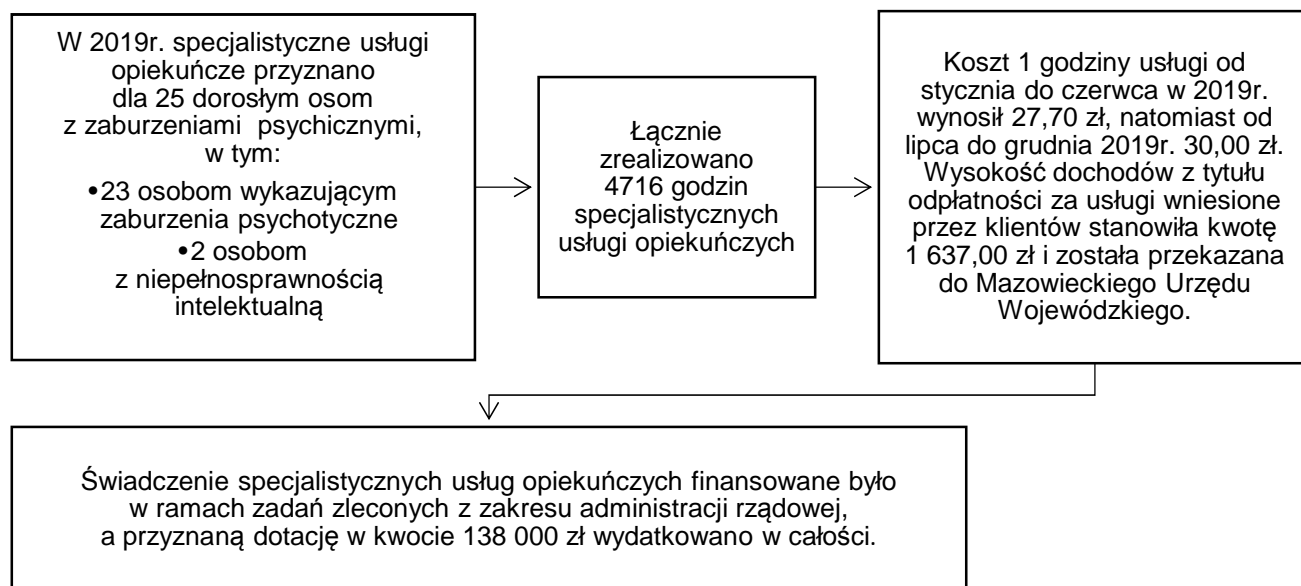 W 2019r. specjalistyczne usługi
opiekuńcze przyznano
dla 25 dorosłym osom
z zaburzeniami psychicznymi,
w tym:
•23 osobom wykazującym
zaburzenia psychotyczne
•2 osobom
z niepełnosprawnością
intelektualną
Łącznie
zrealizowano
4716 godzin
specjalistycznych
usługi opiekuńczych
Koszt 1 godziny usługi od
stycznia do czerwca w 2019r.
wynosił 27,70 zł, natomiast od
lipca do grudnia 2019r. 30,00 zł.
Wysokość dochodów z tytułu
odpłatności za usługi wniesione
przez klientów stanowiła kwotę
1 637,00 zł i została przekazana
do Mazowieckiego Urzędu
Wojewódzkiego.
Świadczenie specjalistycznych usług opiekuńczych finansowane było
w ramach zadań zleconych z zakresu administracji rządowej,
a przyznaną dotację w kwocie 138 000 zł wydatkowano w całości.